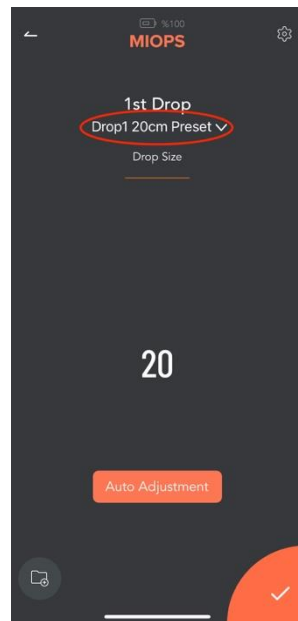 %100
MIOPS
1st Drop
Drop1 20cm Preset
Drop Size
20
Auto Adjustment